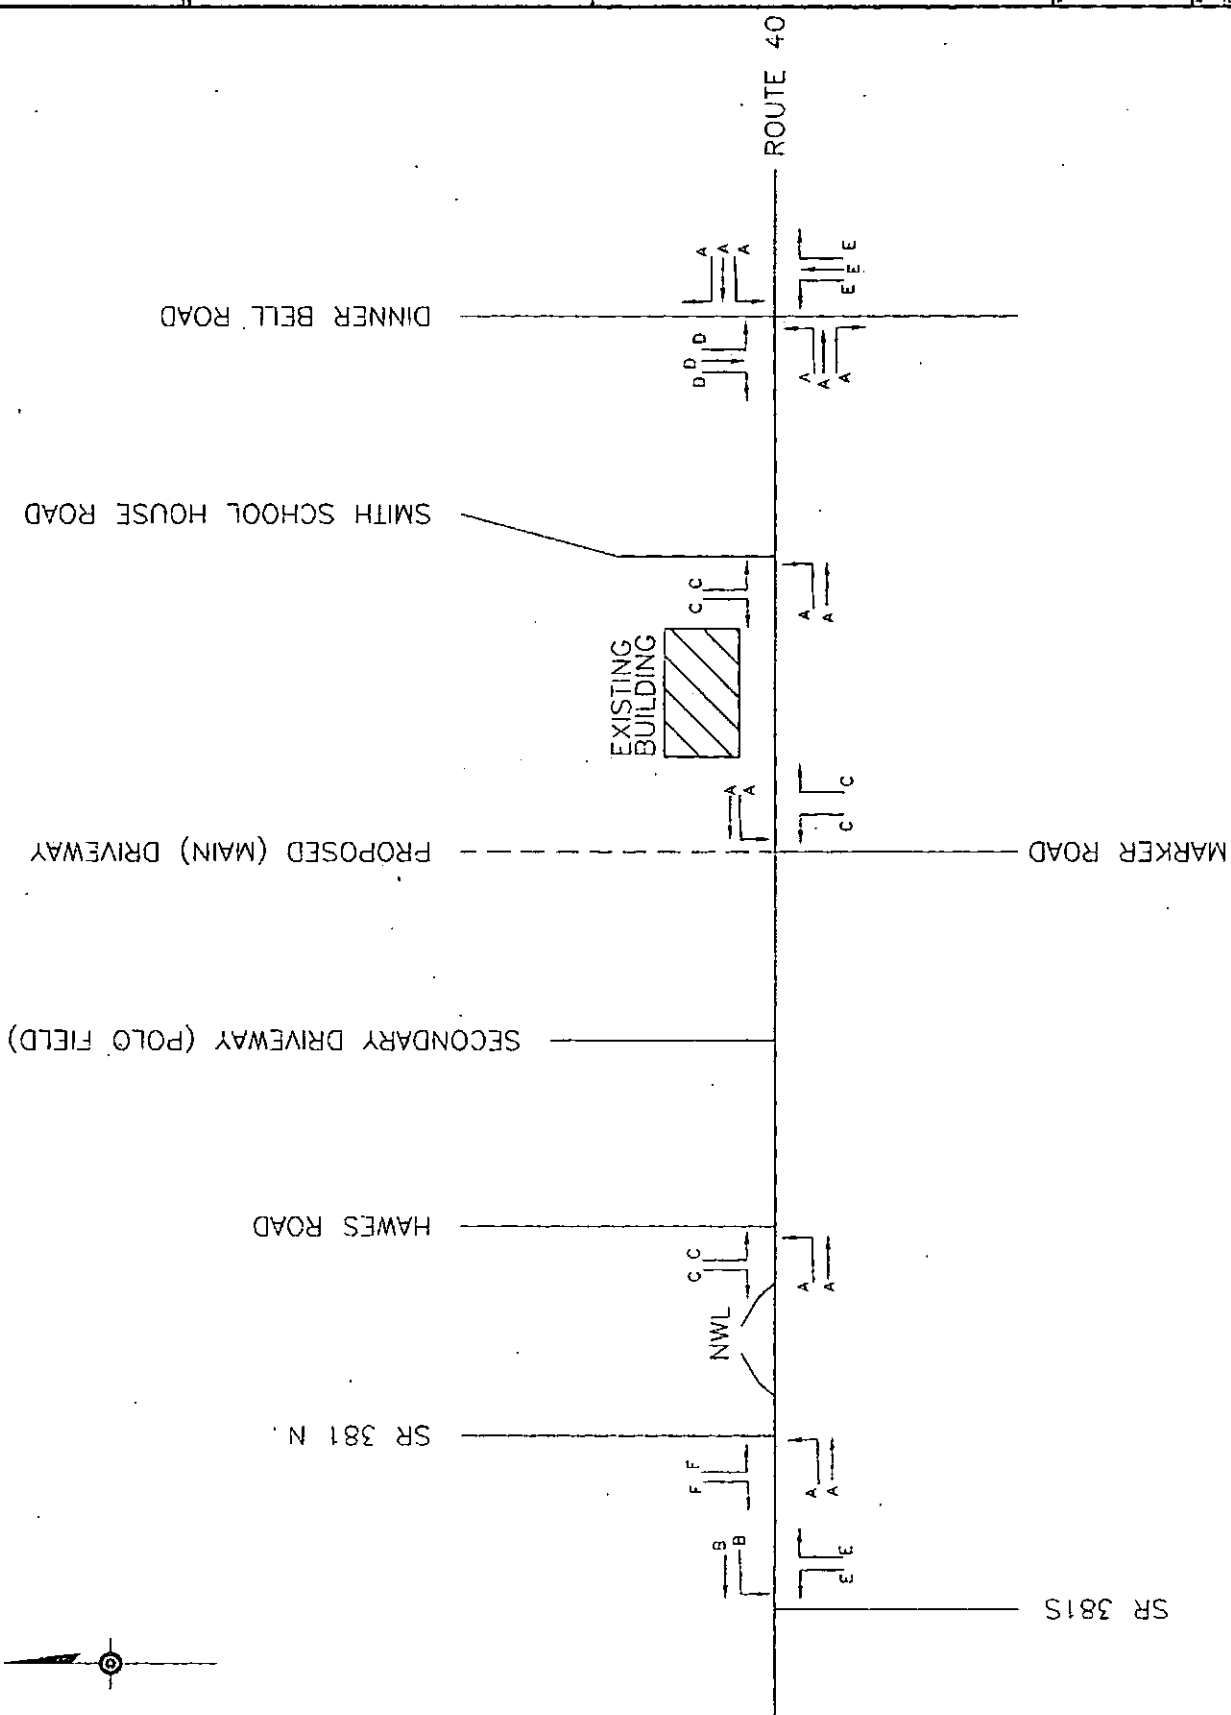 ROUTE 40
DINNER BELL ROAD
A
A
A
D
D
D
E
E
E
A
A
A
SMITH SCHOOL HOUSE ROAD
C
C
A
A
EXISTING
BUILDING
A
A
C
C
PROPOSED (MAIN) DRIVEWAY
MARKER ROAD
SECONDARY DRIVEWAY (POLO FIELD)
HAWES ROAD
C
C
A
A
NWL
SR 381 N.
F
F
A
A
B
B
E
E
SR 381S